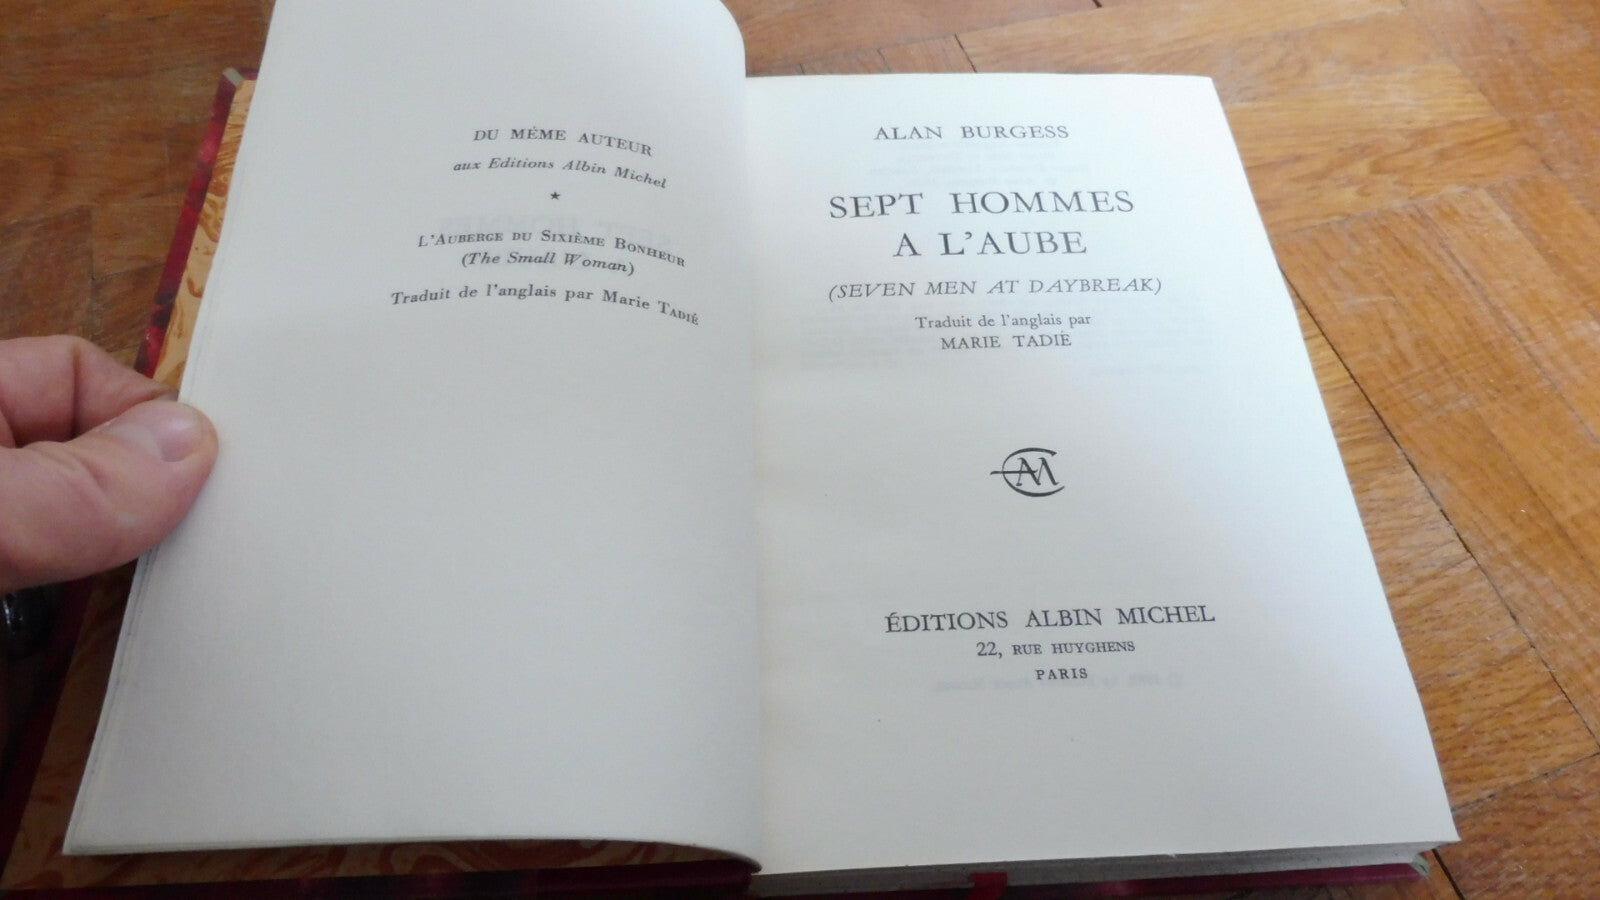 DU MÊME AUTEUR
aux Editions Albin Michel
★
L'AUBERGE DU SIXIÈME BONHEUR
(The Small Woman)
Traduit de l'anglais par Marie TADIÉ
ALAN BURGESS
SEPT HOMMES
A L'AUBE
(SEVEN MEN AT DAYBREAK)
Traduit de l'anglais par
MARIE TADIÉ
AM
ÉDITIONS ALBIN MICHEL
22, RUE HUYGHENS
PARIS